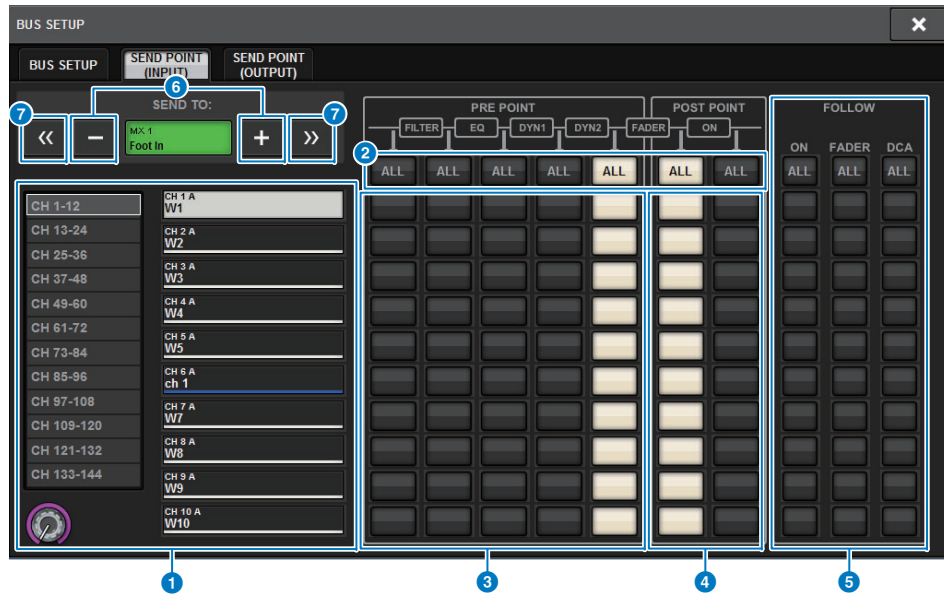 BUS SETUP
BUS SETUP
SEND POINT
(INPUT)
SEND POINT
(OUTPUT)
6
SEND TO:
7
7
MX 1
Foot In
PRE POINT
POST POINT
FOLLOW
FILTER
EQ
DYN1
DYN2
FADER
ON
ON
FADER
DCA
2
ALL
ALL
ALL
ALL
ALL
ALL
ALL
ALL
ALL
ALL
CH 1-12
CH 13-24
CH 25-36
CH 37-48
CH 49-60
CH 61-72
CH 73-84
CH 85-96
CH 97-108
CH 109-120
CH 121-132
CH 133-144
CH 1 A
W1
CH 2 A
W2
CH 3 A
W3
CH 4 A
W4
CH 5 A
W5
CH 6 A
ch 1
CH 7 A
W7
CH 8 A
W8
CH 9 A
W9
CH 10 A
W10
1
3
4
5